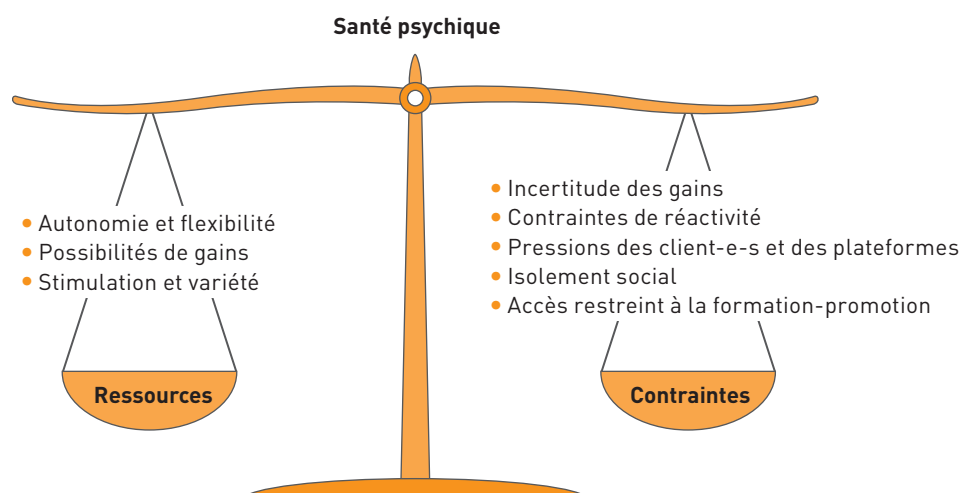 Santé psychique
• Autonomie et flexibilité
• Possibilités de gains
• Stimulation et variété
Ressources
• Incertitude des gains
• Contraintes de réactivité
• Pressions des client-e-s et des plateformes
• Isolement social
• Accès restreint à la formation-promotion
Contraintes